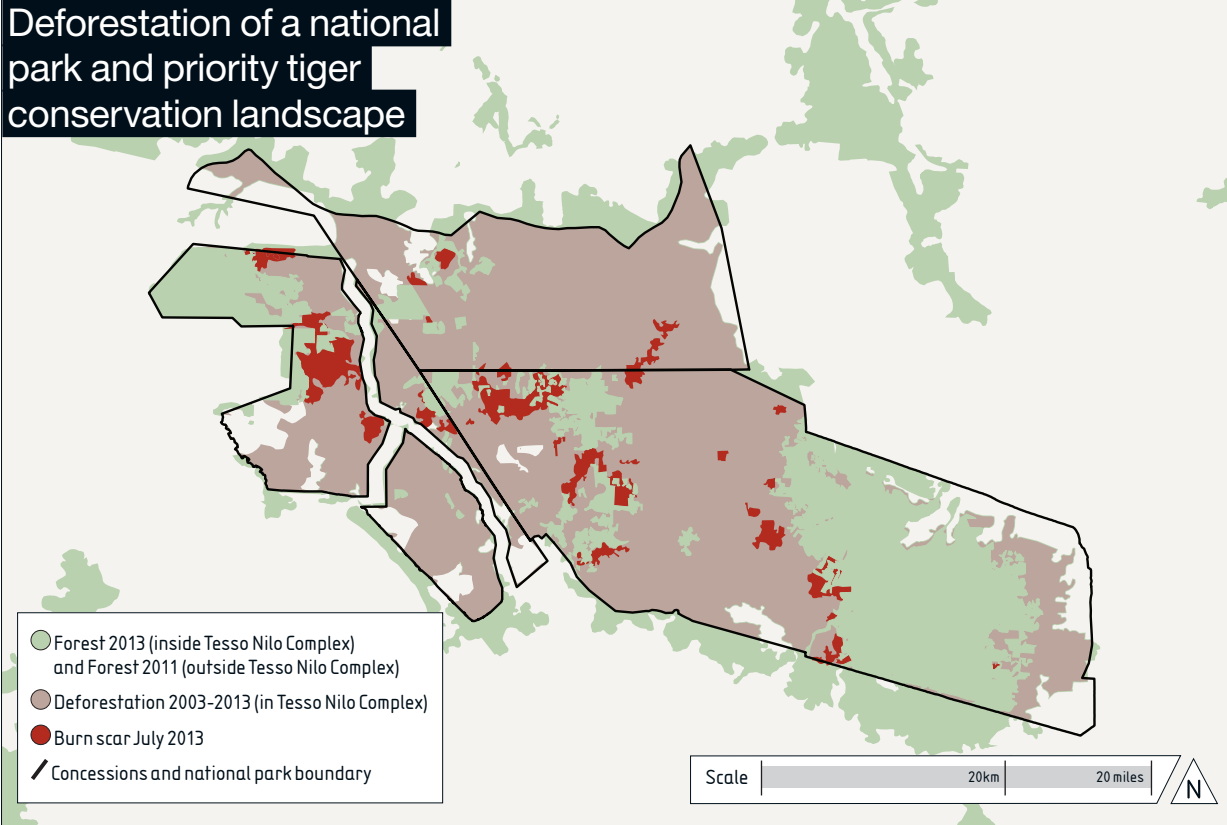 Deforestation of a national
park and priority tiger
conservation landscape
Forest 2013 (inside Tesso Nilo Complex)
and Forest 2011 (outside Tesso Nilo Complex)
Deforestation 2003-2013 (in Tesso Nilo Complex)
Burn scar July 2013
Concessions and national park boundary
Scale
20km
20 miles
N